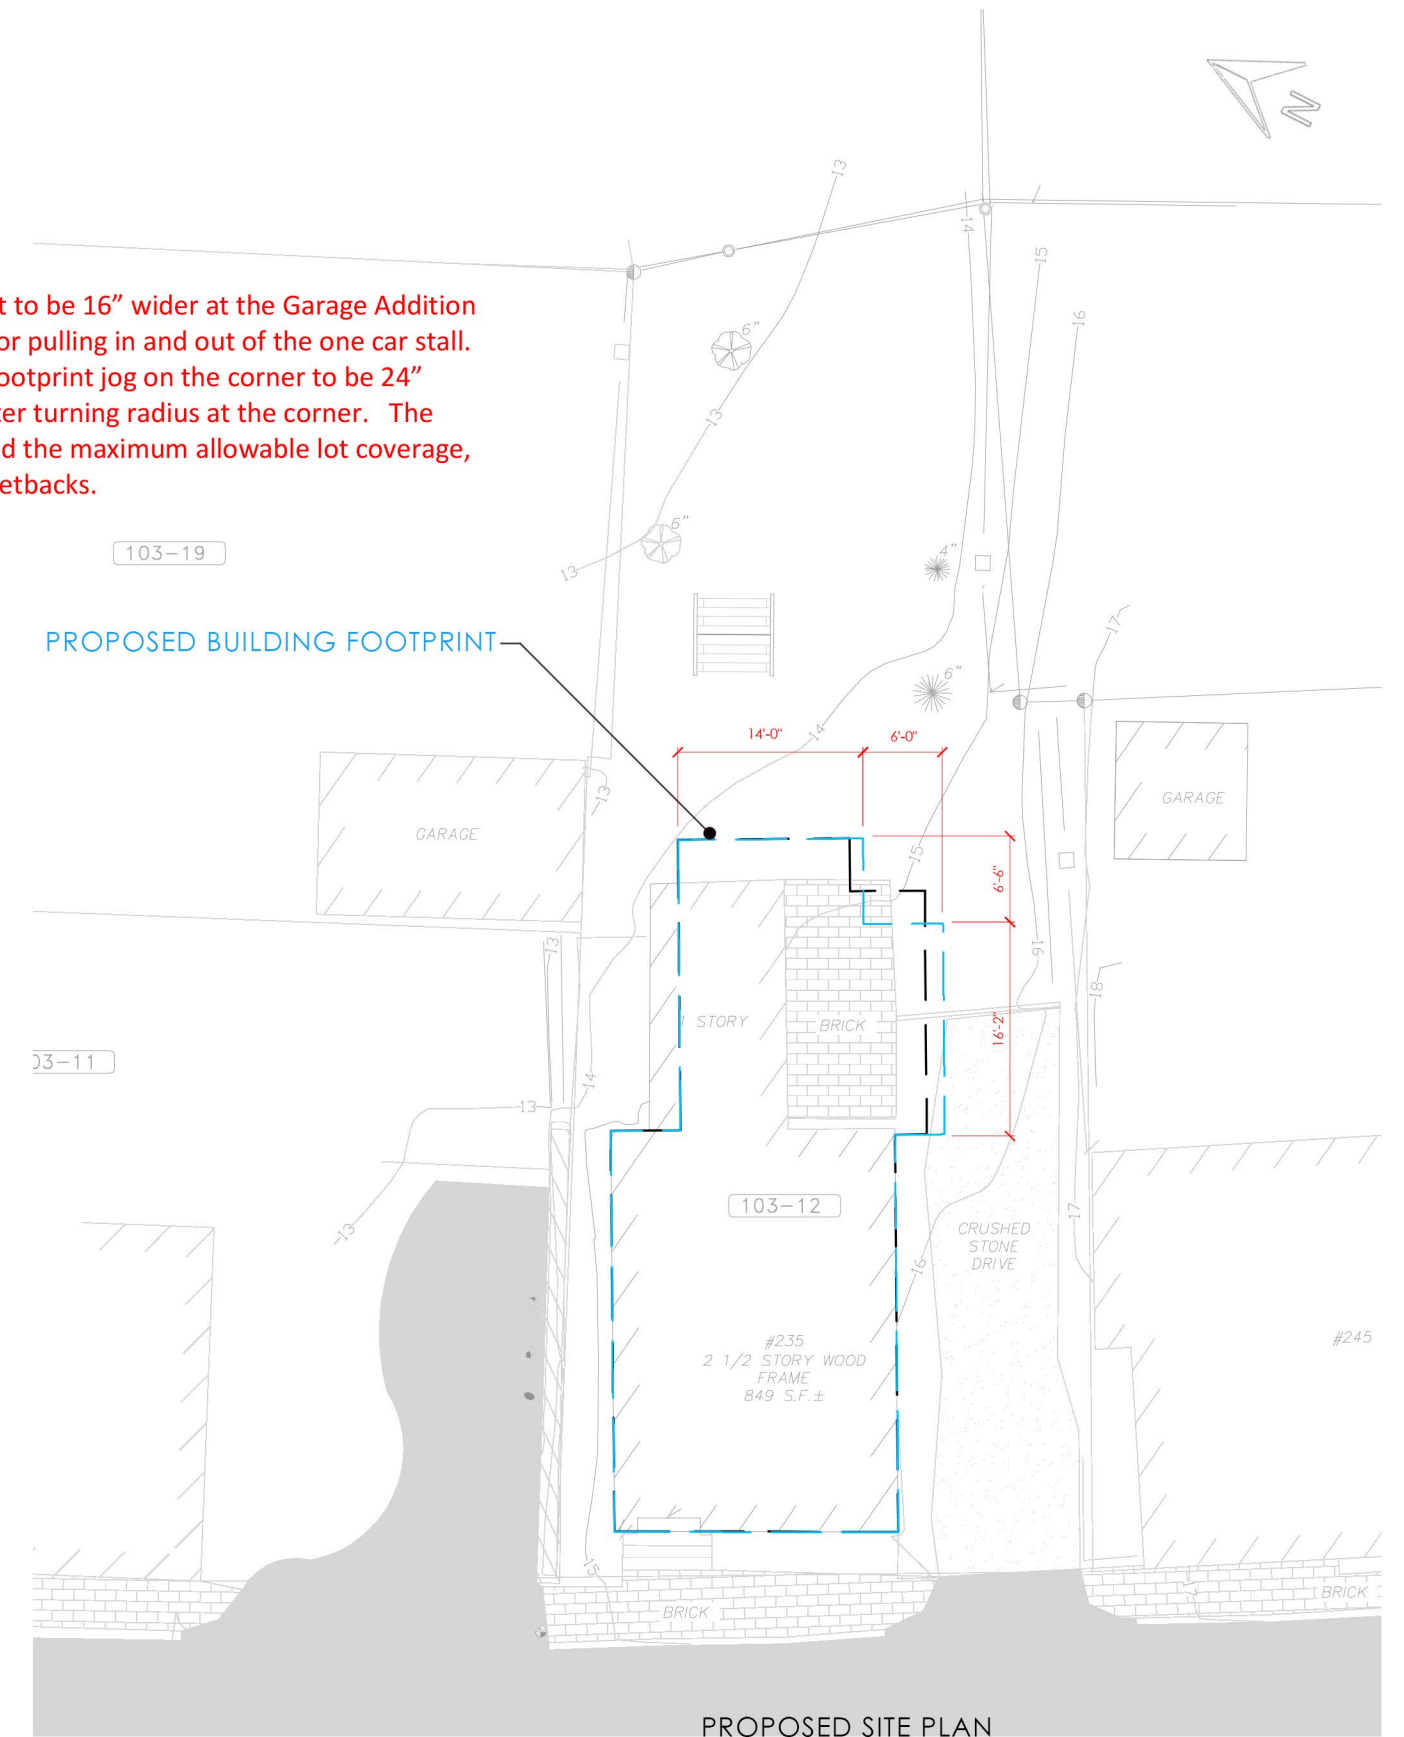 N
13
14
15
16
t to be 16” wider at the Garage Addition
or pulling in and out of the one car stall.
ootprint jog on the corner to be 24”
ter turning radius at the corner. The
d the maximum allowable lot coverage,
etbacks.
6"
13
6"
13
103-19
4"
6"
17
PROPOSED BUILDING FOOTPRINT
14'-0"
14
6'-0"
13
GARAGE
GARAGE
15
6'-6"
13
16
18
1 STORY
BRICK
16'-2"
03-11
14
13
103-12
17
13
CRUSHED
STONE
DRIVE
16
#235
2 1/2 STORY WOOD
FRAME
849 S.F.±
#245
15
BRICK
BRICK
PROPOSED SITE PLAN